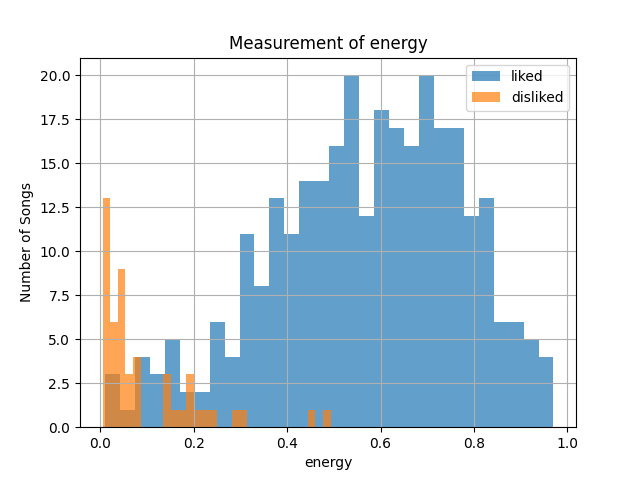 Measurement of energy
liked
disliked
Number of Songs
20.0
17.5
15.0
12.5
10.0
7.5
5.0
2.5
0.0
0.0 0.2 0.4 0.6 0.8 1.0
energy